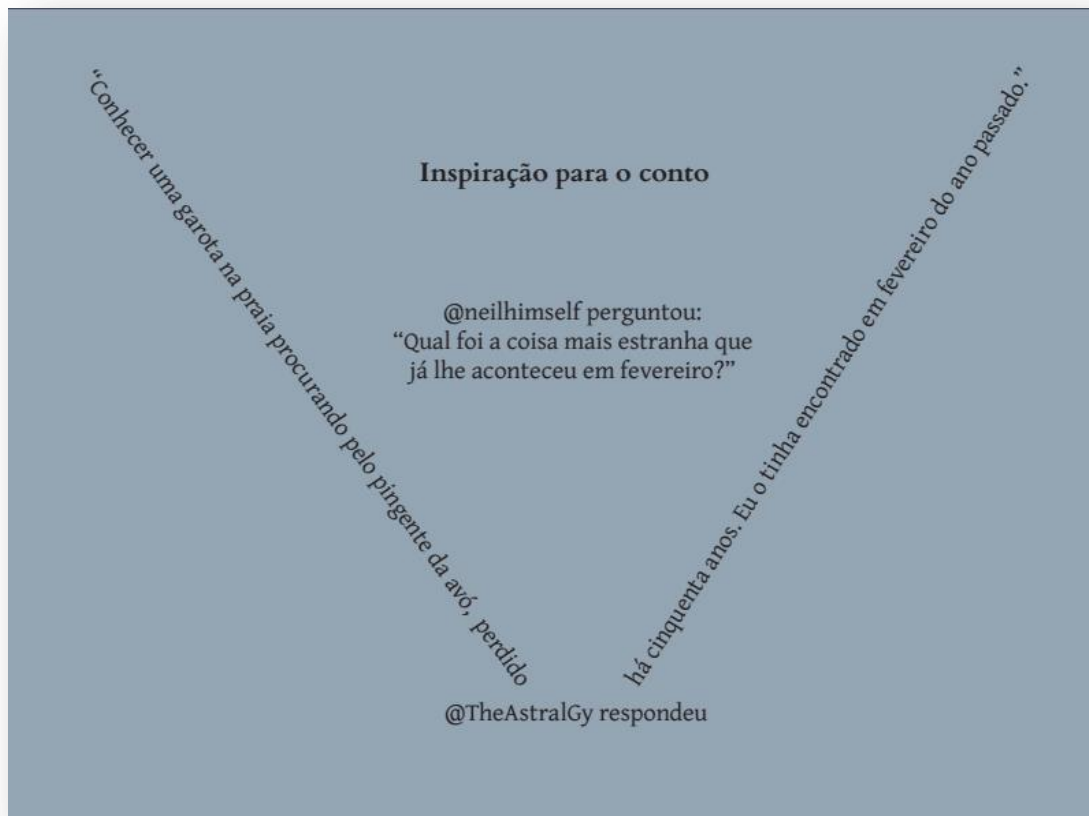 Inspiração para o conto
@neilhimself perguntou:
“Qual foi a coisa mais estranha que
já lhe aconteceu em fevereiro?”
“Conhecer uma garota na praia procurando pelo pingente da avó, perdido
há cinquenta anos. Eu o tinha encontrado em fevereiro do ano passado.”
@TheAstralGy respondeu